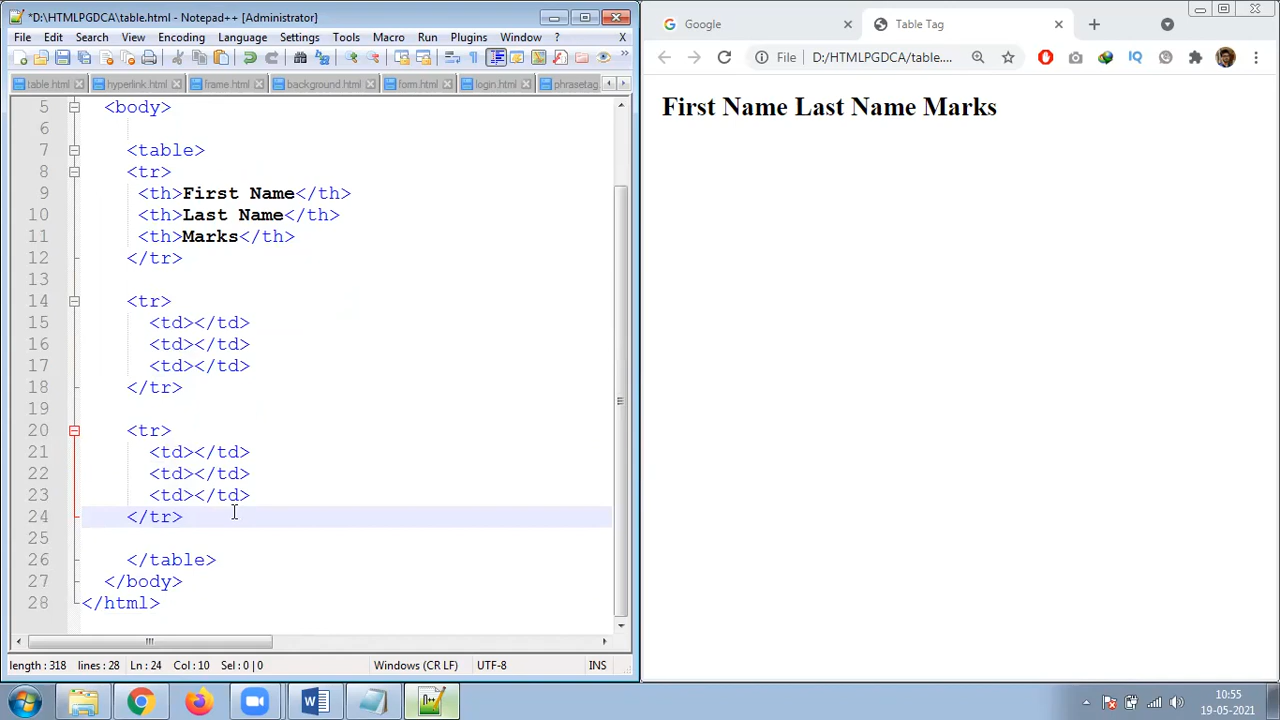 *D:\HTMLPGDCA\table.html - Notepad++ [Administrator]
File Edit Search View Encoding Language Settings Tools Macro Run Plugins Window ? X
table.html hyperlink.html frame.html background.html form.html login.html phrasetag.
5 <body>
6
7 <table>
8 <tr>
9 <th>First Name</th>
10 <th>Last Name</th>
11 <th>Marks</th>
12 </tr>
13
14 <tr>
15 <td></td>
16 <td></td>
17 <td></td>
18 </tr>
19
20 <tr>
21 <td></td>
22 <td></td>
23 <td></td>
24 </tr>
25
26 </table>
27 </body>
28 </html>
length : 318 lines : 28 Ln : 24 Col : 10 Sel : 0 | 0 Windows (CR LF) UTF-8 INS
Google Table Tag
File D:/HTMLPGDCA/table....
First Name Last Name Marks
10:55
19-05-2021